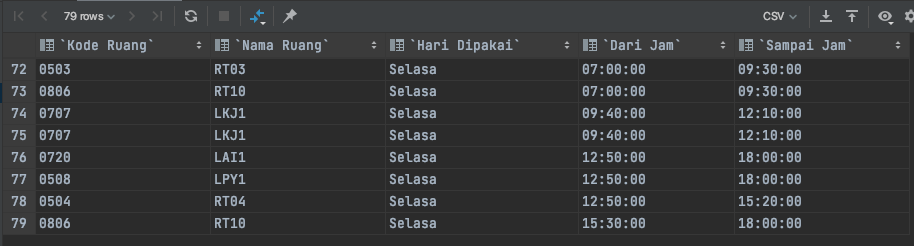 79 rows CSV
`Kode Ruang` `Nama Ruang` `Hari Dipakai` `Dari Jam` `Sampai Jam`
72 0503 RT03 Selasa 07:00:00 09:30:00
73 0806 RT10 Selasa 07:00:00 09:30:00
74 0707 LKJ1 Selasa 09:40:00 12:10:00
75 0707 LKJ1 Selasa 09:40:00 12:10:00
76 0720 LAI1 Selasa 12:50:00 18:00:00
77 0508 LPY1 Selasa 12:50:00 18:00:00
78 0504 RT04 Selasa 12:50:00 15:20:00
79 0806 RT10 Selasa 15:30:00 18:00:00